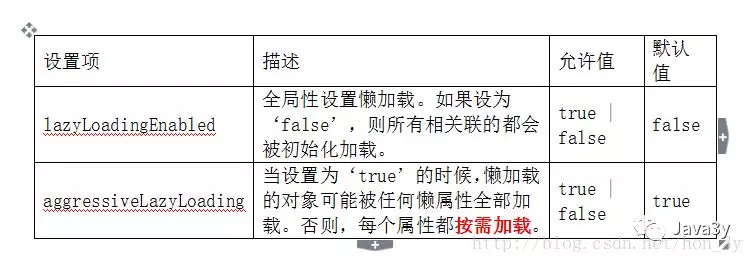 设置项 描述 允许值 默认
值
全局性设置懒加载。如果设为
lazyLoadingEnabled ‘false’,则所有相关联的都会 true | false
被初始化加载。 false
当设置为‘true’的时候,懒加载
aggressiveLazyLoading 的对象可能被任何懒属性全部加 true | true
载。否则,每个属性都按需加载。 false
Java3y
http://blog.csdn.net/hon_3y